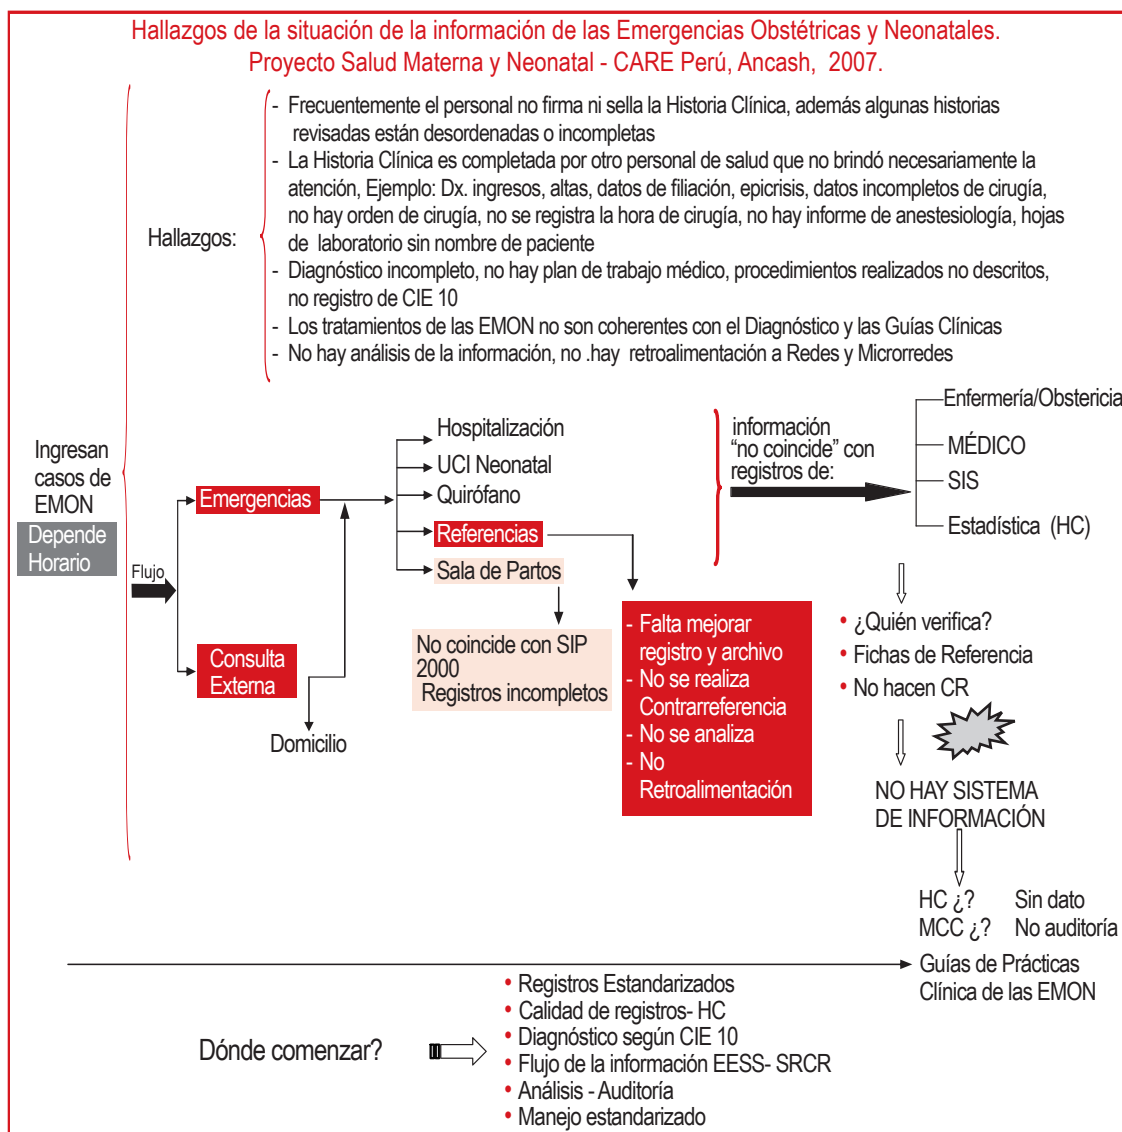 Hallazgos de la situación de la información de las Emergencias Obstétricas y Neonatales.
Proyecto Salud Materna y Neonatal - CARE Perú, Ancash, 2007.
Hallazgos:
- Frecuentemente el personal no firma ni sella la Historia Clínica, además algunas historias
revisadas están desordenadas o incompletas
- La Historia Clínica es completada por otro personal de salud que no brindó necesariamente la
atención, Ejemplo: Dx. ingresos, altas, datos de filiación, epicrisis, datos incompletos de cirugía,
no hay orden de cirugía, no se registra la hora de cirugía, no hay informe de anestesiología, hojas
de laboratorio sin nombre de paciente
- Diagnóstico incompleto, no hay plan de trabajo médico, procedimientos realizados no descritos,
no registro de CIE 10
- Los tratamientos de las EMON no son coherentes con el Diagnóstico y las Guías Clínicas
- No hay análisis de la información, no .hay retroalimentación a Redes y Microrredes
Ingresan
casos de
EMON
Depende
Horario
Flujo
Emergencias
Consulta
Externa
Domicilio
Hospitalización
UCI Neonatal
Quirófano
Referencias
Sala de Partos
No coincide con SIP
2000
Registros incompletos
- Falta mejorar
registro y archivo
- No se realiza
Contrarreferencia
- No se analiza
- No
Retroalimentación
información
“no coincide” con
registros de:
Enfermería/Obstericia
MÉDICO
SIS
Estadística (HC)
• ¿Quién verifica?
• Fichas de Referencia
• No hacen CR
NO HAY SISTEMA
DE INFORMACIÓN
HC ¿? Sin dato
MCC ¿? No auditoría
Guías de Prácticas
Clínica de las EMON
Dónde comenzar?
• Registros Estandarizados
• Calidad de registros- HC
• Diagnóstico según CIE 10
• Flujo de la información EESS- SRCR
• Análisis - Auditoría
• Manejo estandarizado